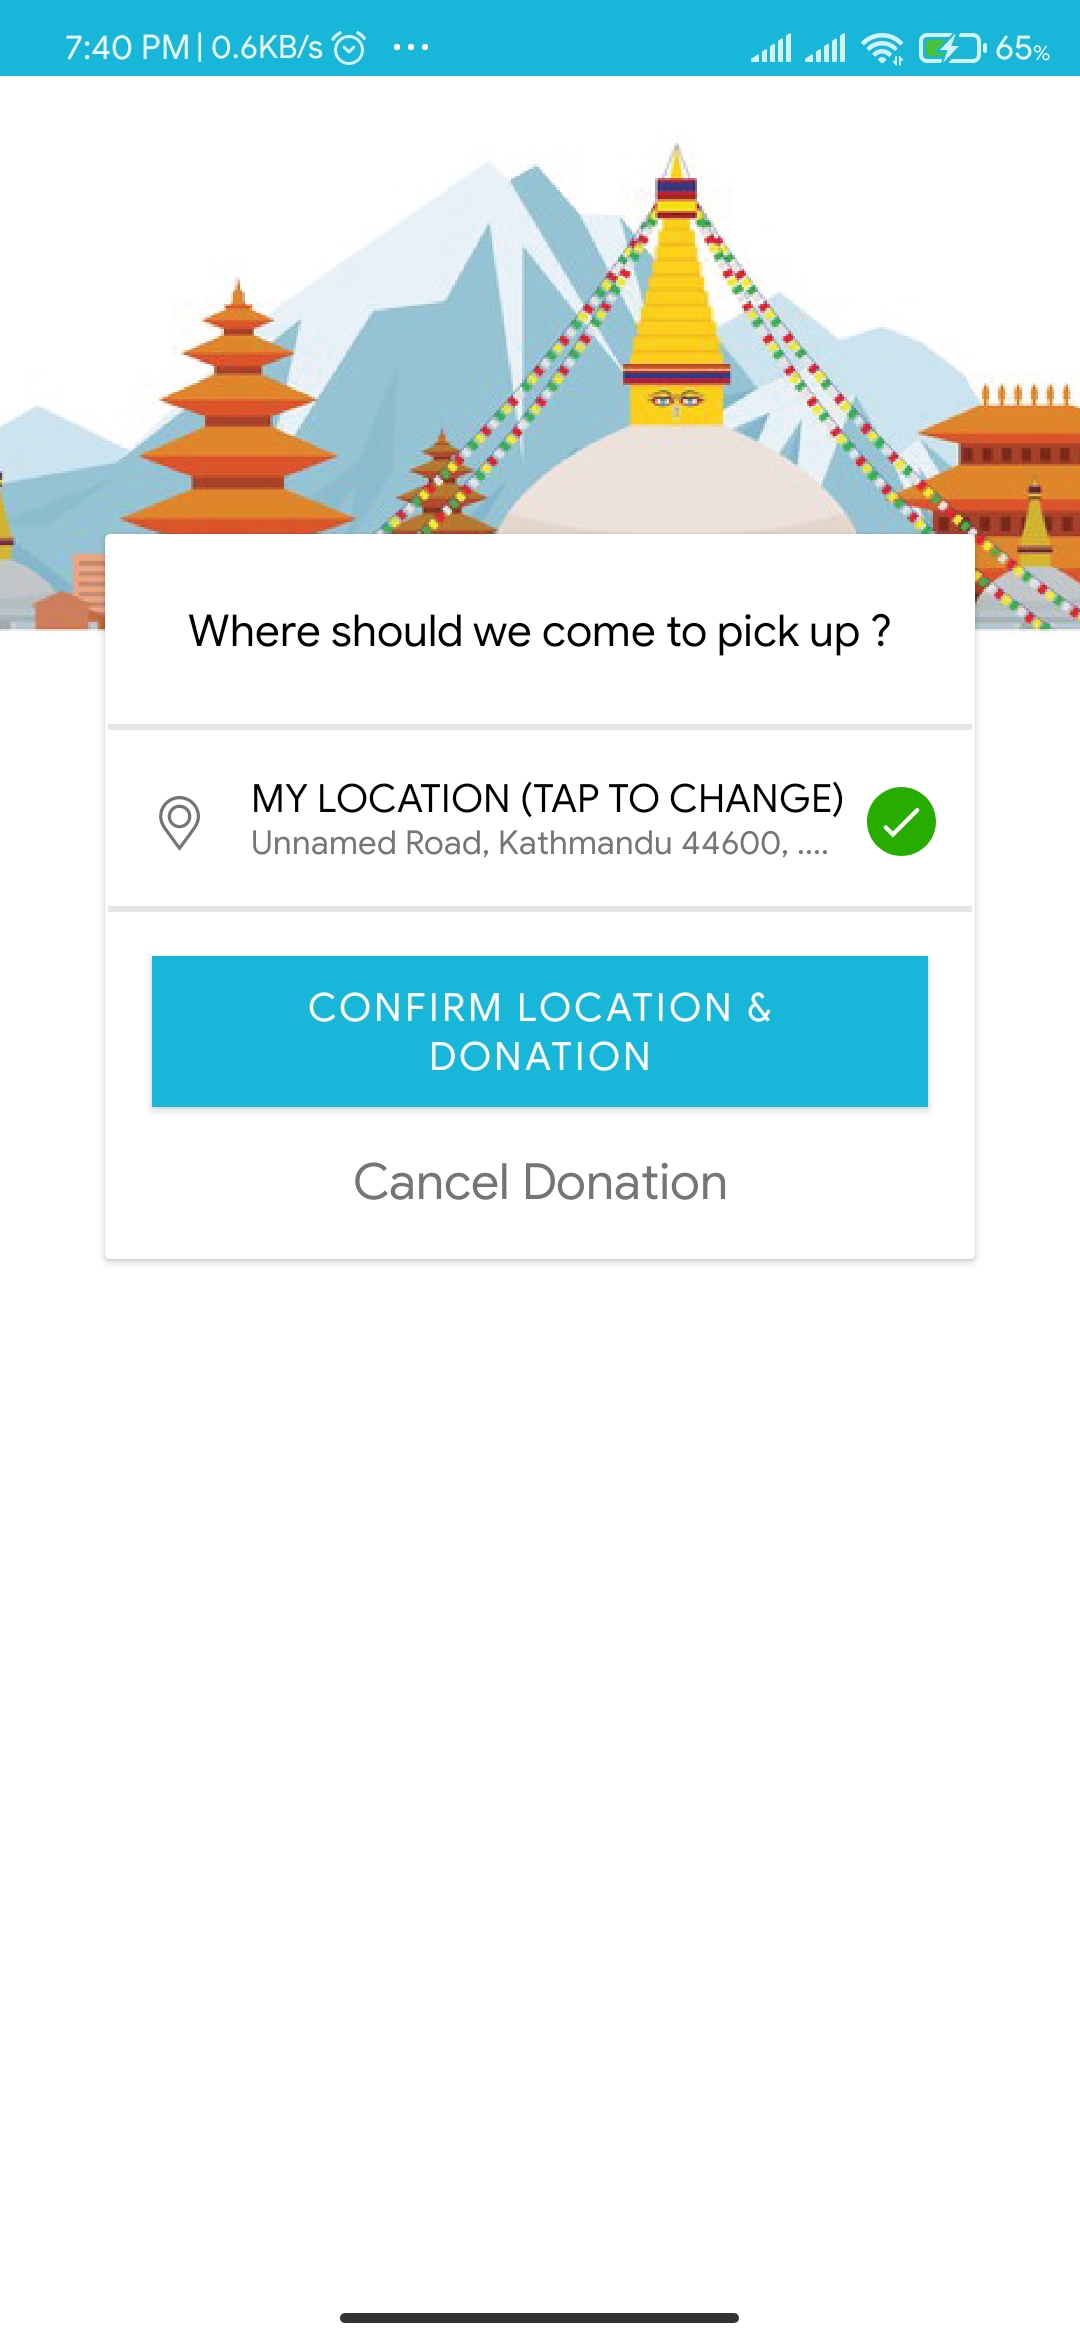 7:40 PM | 0.6KB/s ... 65%
Where should we come to pick up ?
MY LOCATION (TAP TO CHANGE)
Unnamed Road, Kathmandu 44600, ....
CONFIRM LOCATION &
DONATION
Cancel Donation